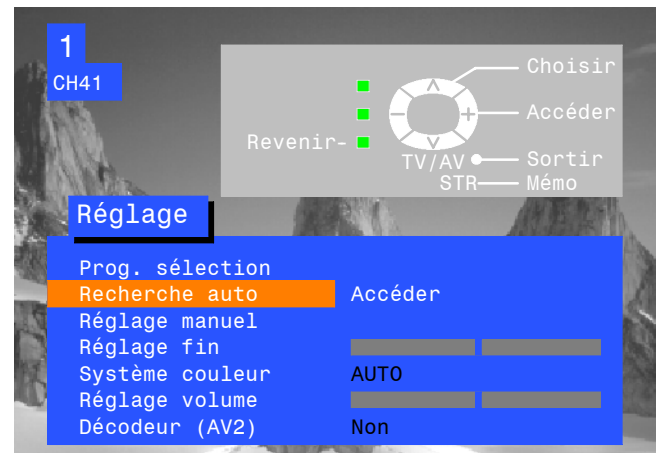 1
CH41
Choisir
Accéder
Revenir-
TV/AV Sortir
STR Mémo
Réglage
Prog. sélection
Recherche auto Accéder
Réglage manuel
Réglage fin
Système couleur AUTO
Réglage volume
Décodeur (AV2) Non